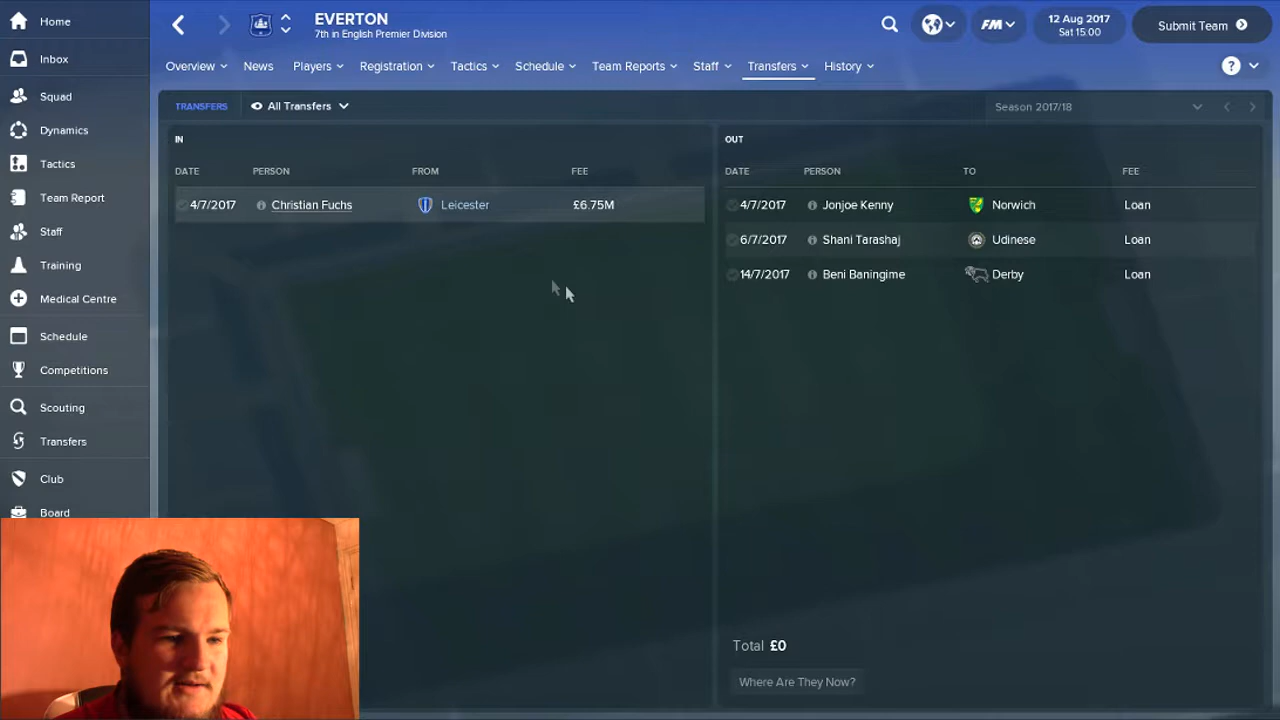 Home
Inbox
Squad
Dynamics
Tactics
Team Report
Staff
Training
Medical Centre
Schedule
Competitions
Scouting
Transfers
Club
Board
EVERTON
7th in English Premier Division
FM
12 Aug 2017
Sat 15:00
Submit Team
Overview News Players Registration Tactics Schedule Team Reports Staff Transfers History ?
TRANSFERS All Transfers Season 2017/18
IN
DATE PERSON FROM FEE
4/7/2017 Christian Fuchs Leicester £6.75M
OUT
DATE PERSON TO FEE
4/7/2017 Jonjoe Kenny Norwich Loan
6/7/2017 Shani Tarashaj Udinese Loan
14/7/2017 Beni Baningime Derby Loan
Total £0
Where Are They Now?